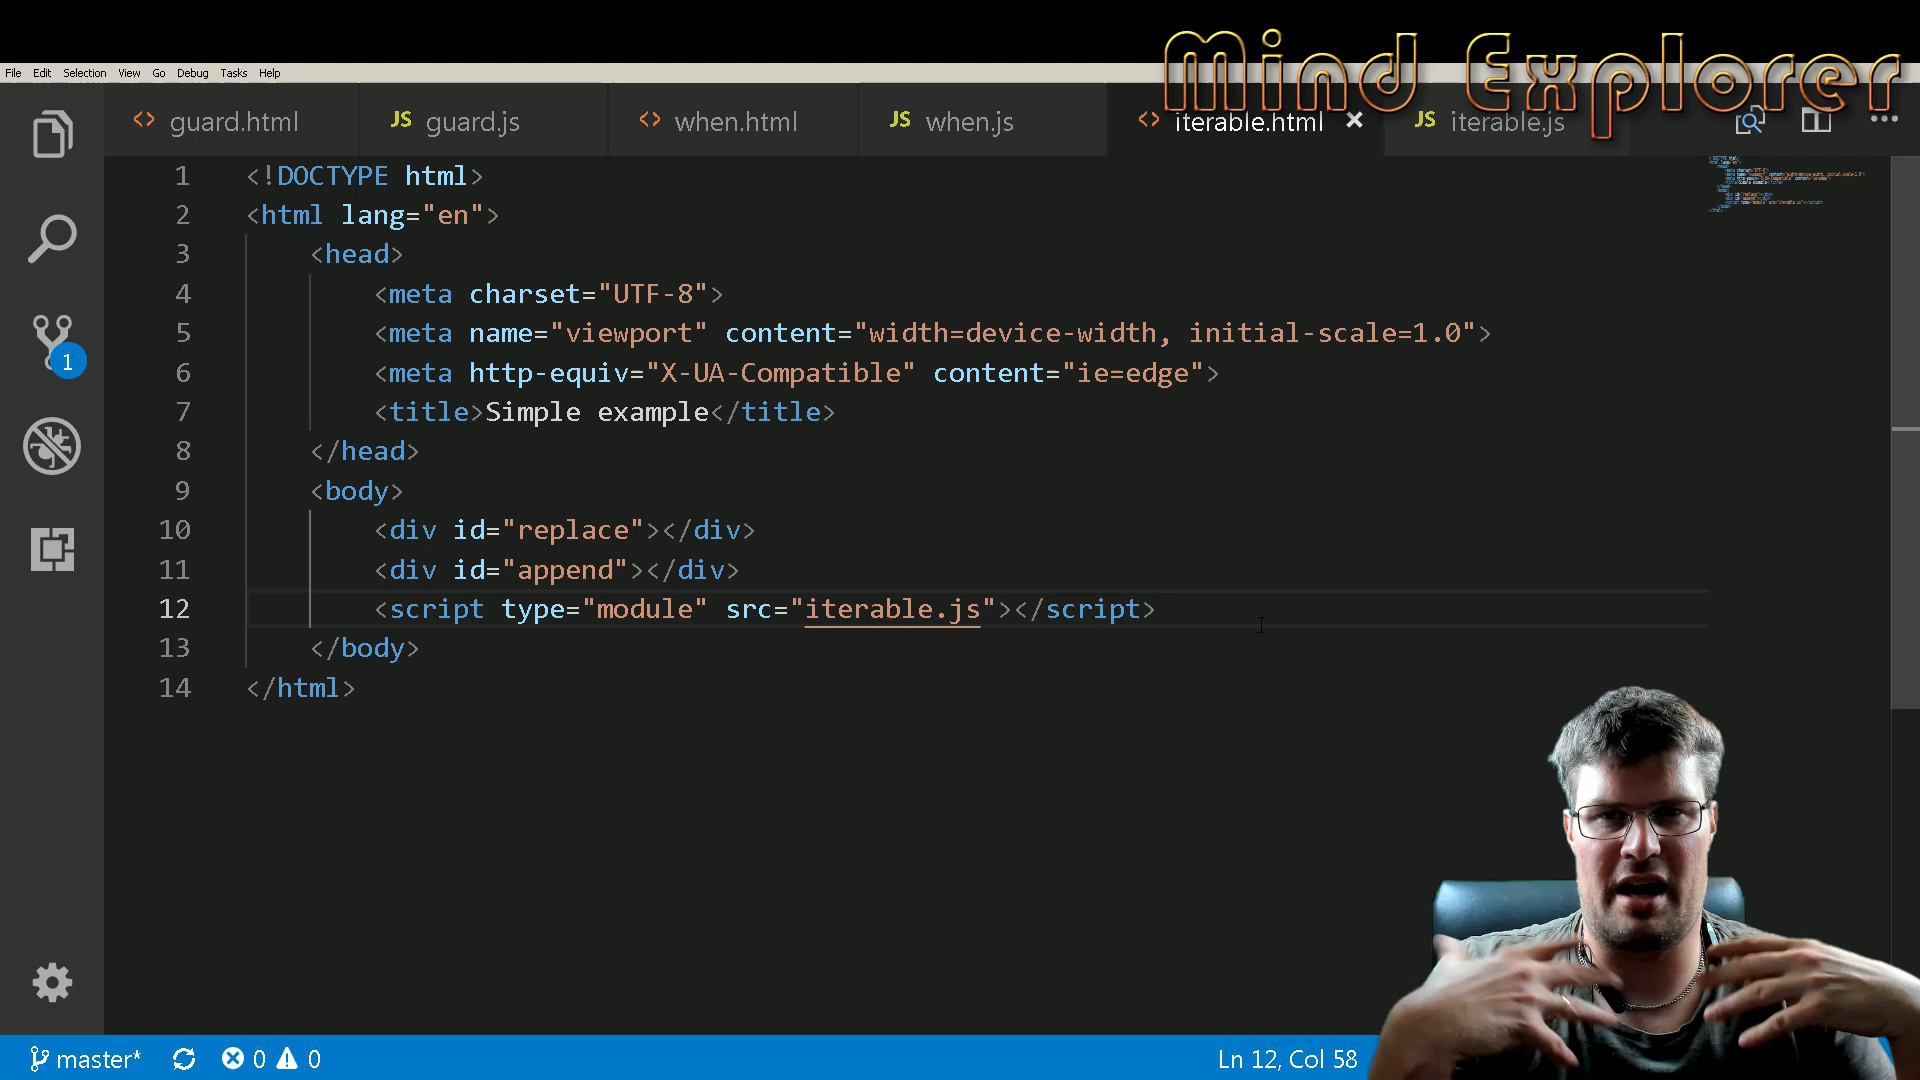 Mind Explorer
File Edit Selection View Go Debug Tasks Help
<> guard.html JS guard.js <> when.html JS when.js <> iterable.html × JS iterable.js
1 <!DOCTYPE html>
2 <html lang="en">
3 <head>
4 <meta charset="UTF-8">
5 <meta name="viewport" content="width=device-width, initial-scale=1.0">
6 <meta http-equiv="X-UA-Compatible" content="ie=edge">
7 <title>Simple example</title>
8 </head>
9 <body>
10 <div id="replace"></div>
11 <div id="append"></div>
12 <script type="module" src="iterable.js"></script>
13 </body>
14 </html>
1
master* 0 0 Ln 12, Col 58